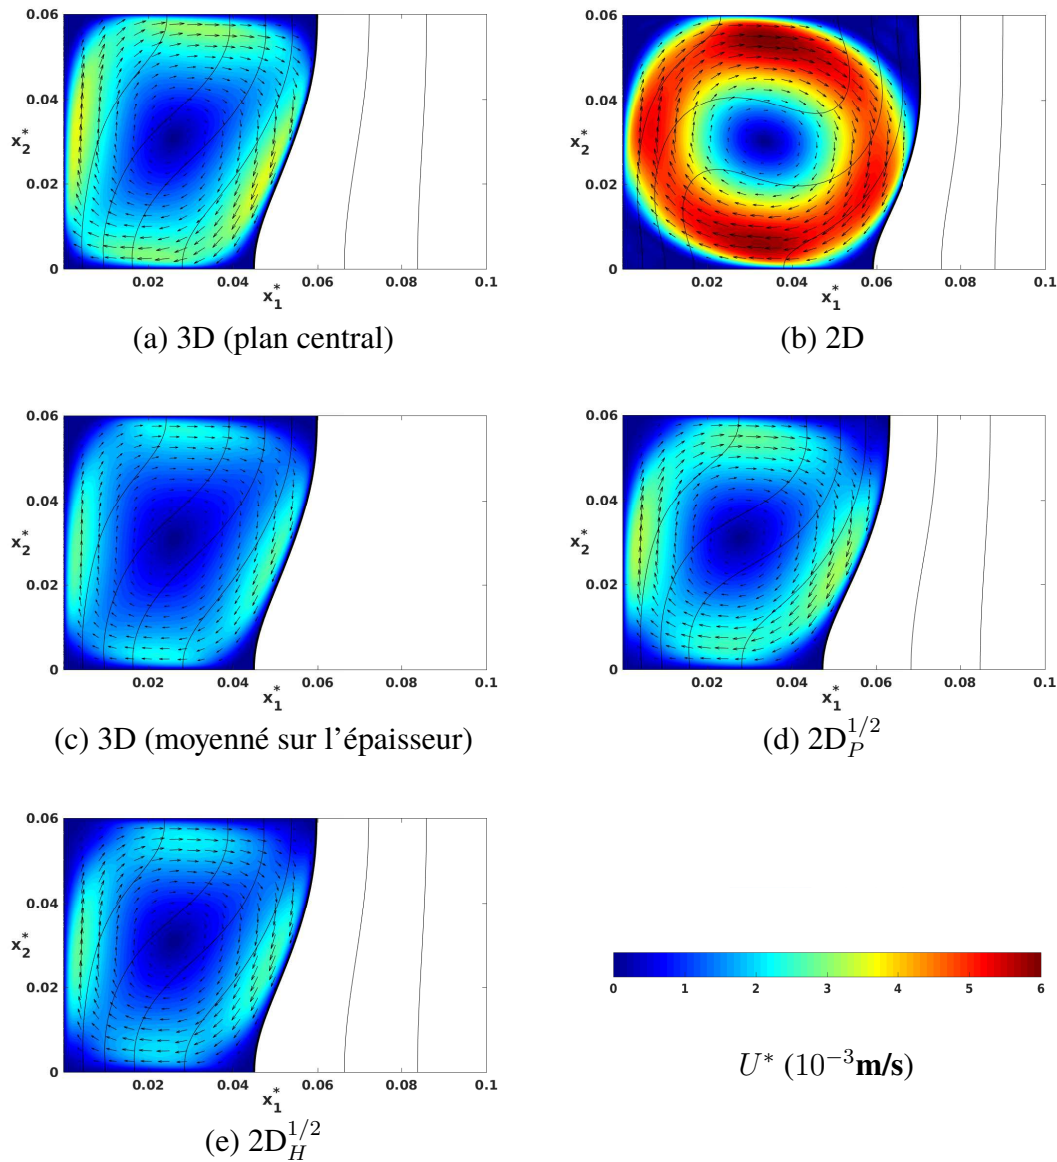 0.06
0.04
x₂*
0.02
0
0.02 0.04 0.06 0.08 0.1
x₁*
(a) 3D (plan central)
0.06
0.04
x₂*
0.02
0
0.02 0.04 0.06 0.08 0.1
x₁*
(b) 2D
0.06
0.04
x₂*
0.02
0
0.02 0.04 0.06 0.08 0.1
x₁*
(c) 3D (moyenné sur l'épaisseur)
0.06
0.04
x₂*
0.02
0
0.02 0.04 0.06 0.08 0.1
x₁*
(d) 2D_P^{1/2}
0.06
0.04
x₂*
0.02
0
0.02 0.04 0.06 0.08 0.1
x₁*
(e) 2D_H^{1/2}
0 1 2 3 4 5 6
U* (10⁻³m/s)